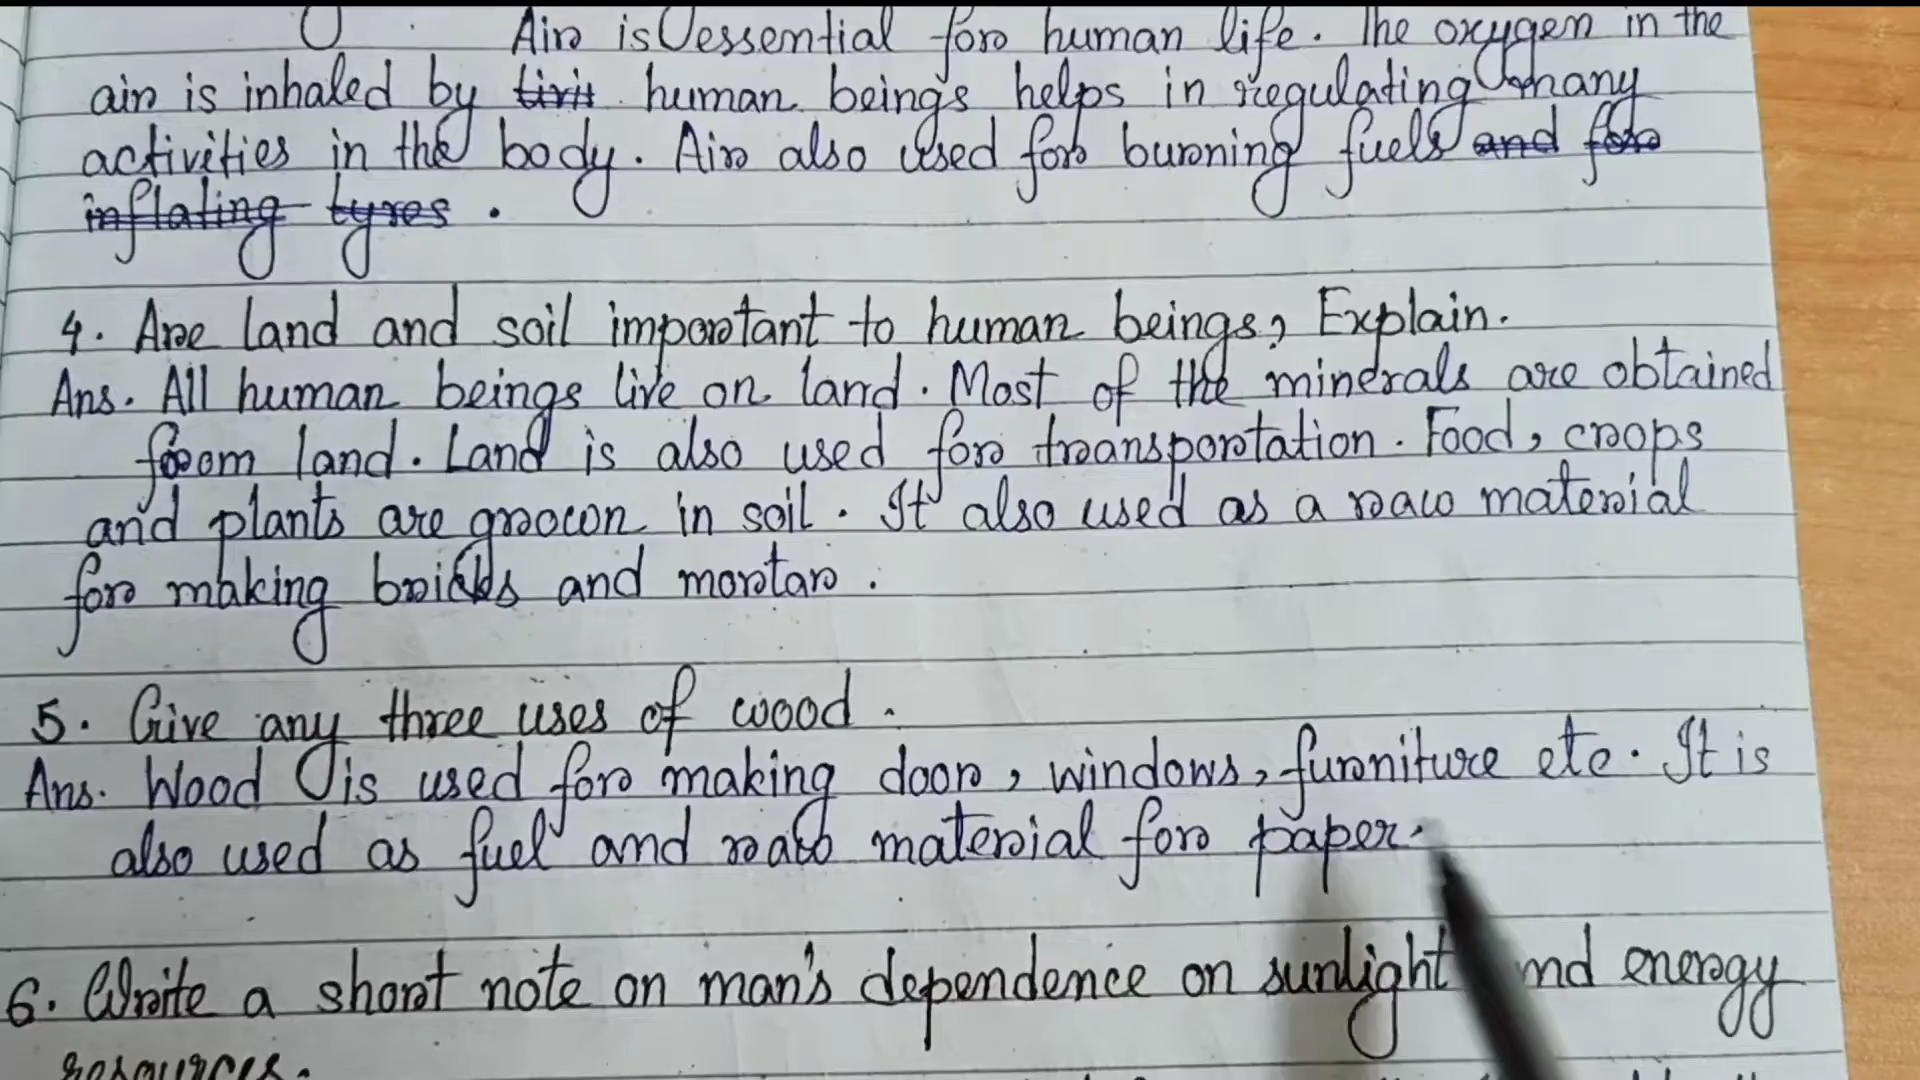 Air is essential for human life. The oxygen in the
air is inhaled by human beings helps in regulating many
activities in the body. Air also used for burning fuels and for
inflating tyres.
4. Are land and soil important to human beings, Explain.
Ans. All human beings live on land. Most of the minerals are obtained
from land. Land is also used for transportation. Food, crops
and plants are grown in soil. It also used as a raw material
for making bricks and mortar.
5. Give any three uses of wood.
Ans. Wood is used for making door, windows, furniture etc. It is
also used as fuel and raw material for paper.
6. Write a short note on man's dependence on sunlight and energy
resources.